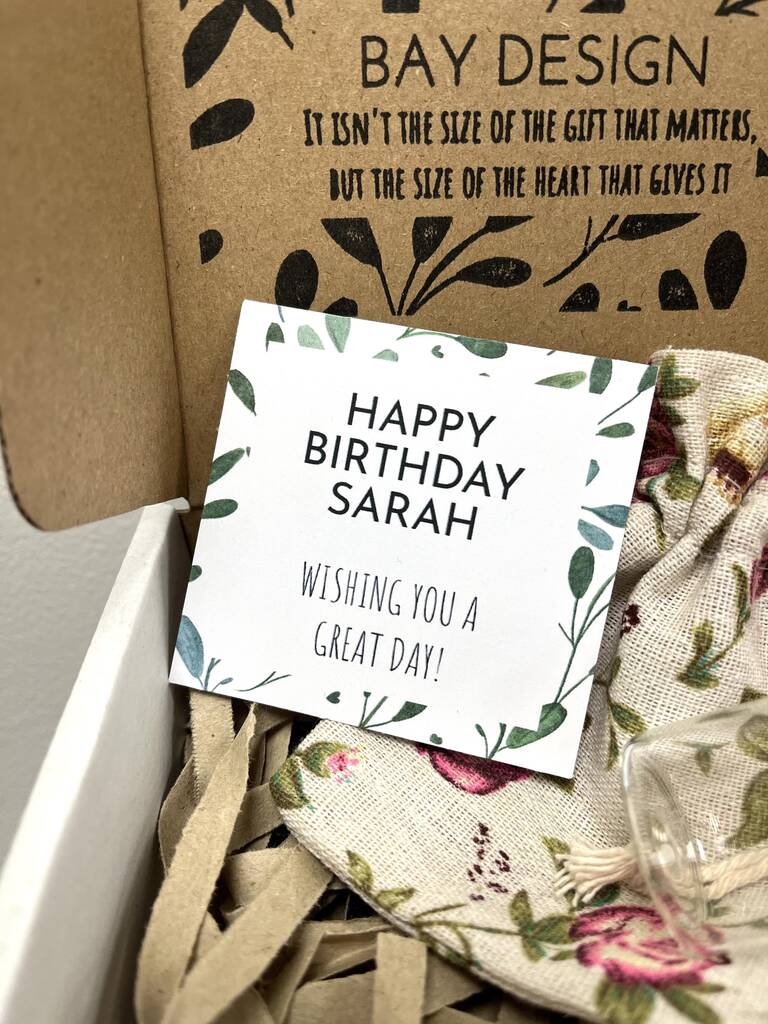 BAY DESIGN
IT ISN'T THE SIZE OF THE GIFT THAT MATTERS,
BUT THE SIZE OF THE HEART THAT GIVES IT
HAPPY
BIRTHDAY
SARAH
WISHING YOU A
GREAT DAY!